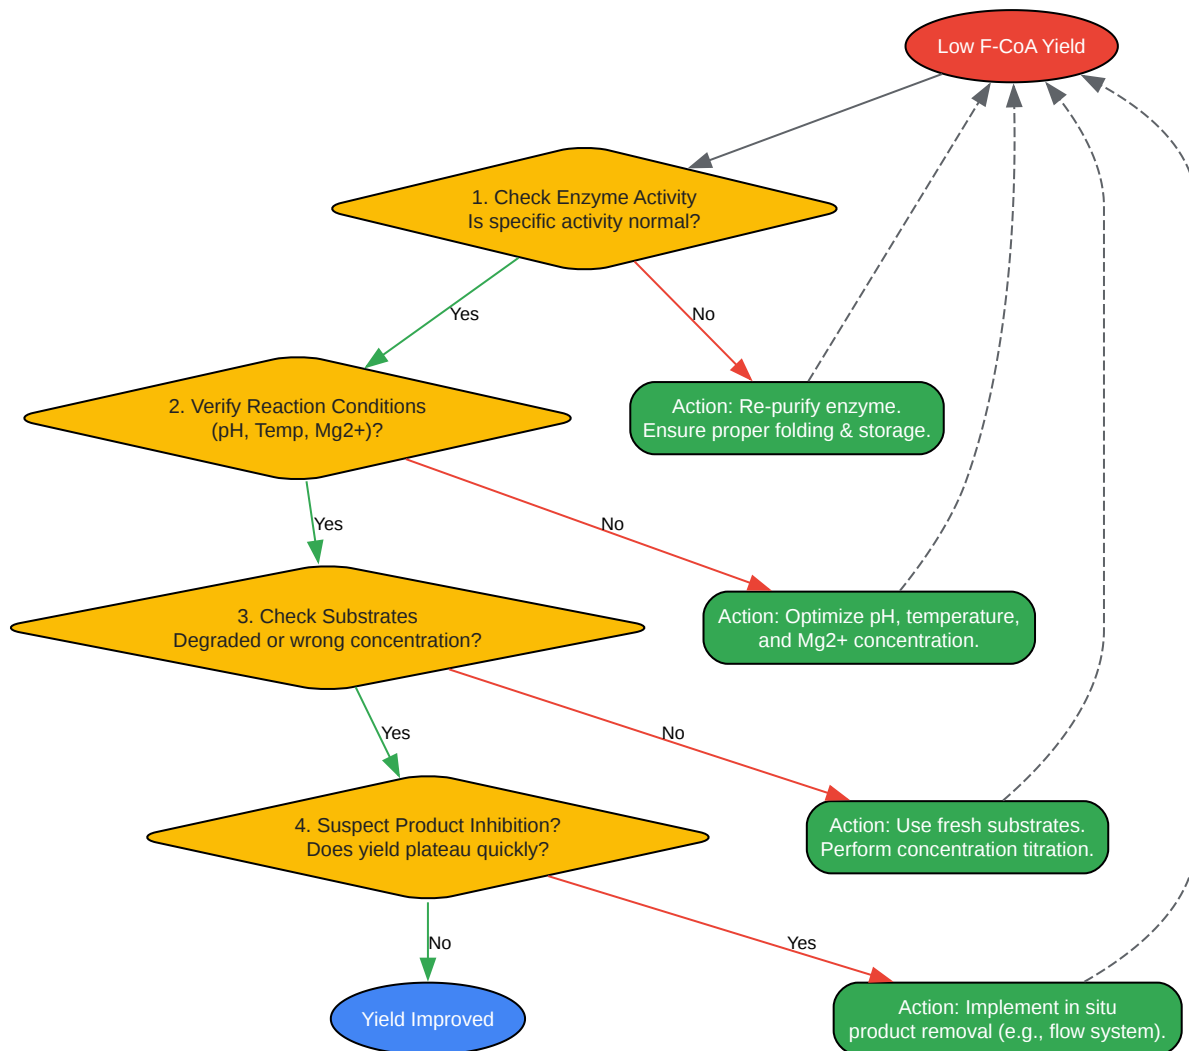 Low F-CoA Yield
1. Check Enzyme Activity
Is specific activity normal?
Yes
No
2. Verify Reaction Conditions
(pH, Temp, Mg2+)?
Action: Re-purify enzyme.
Ensure proper folding & storage.
Yes
No
3. Check Substrates
Degraded or wrong concentration?
Action: Optimize pH, temperature,
and Mg2+ concentration.
Yes
No
4. Suspect Product Inhibition?
Does yield plateau quickly?
Action: Use fresh substrates.
Perform concentration titration.
No
Yes
Yield Improved
Action: Implement in situ
product removal (e.g., flow system).